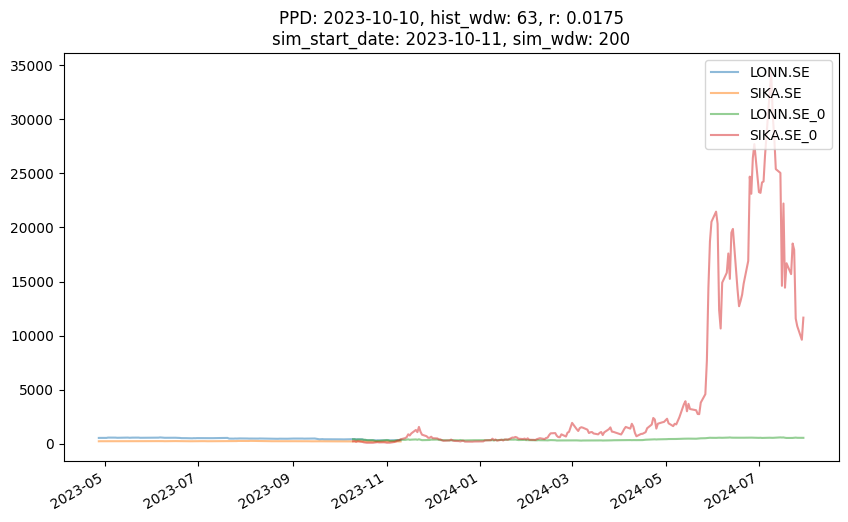 PPD: 2023-10-10, hist_wdw: 63, r: 0.0175
sim_start_date: 2023-10-11, sim_wdw: 200
35000
30000
25000
20000
15000
10000
5000
0
LONN.SE
SIKA.SE
LONN.SE_0
SIKA.SE_0
2023-05
2023-07
2023-09
2023-11
2024-01
2024-03
2024-05
2024-07